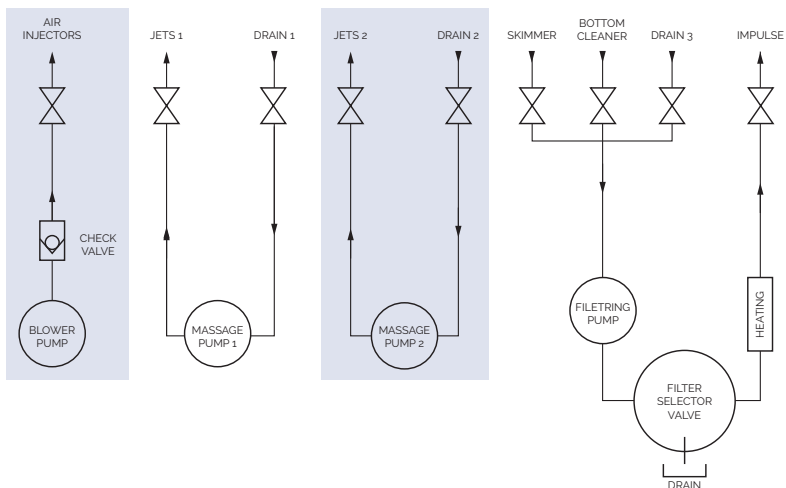 AIR
INJECTORS
JETS 1
DRAIN 1
JETS 2
DRAIN 2
SKIMMER
BOTTOM
CLEANER
DRAIN 3
IMPULSE
CHECK
VALVE
BLOWER
PUMP
MASSAGE
PUMP 1
MASSAGE
PUMP 2
FILETRING
PUMP
HEATING
FILTER
SELECTOR
VALVE
DRAIN